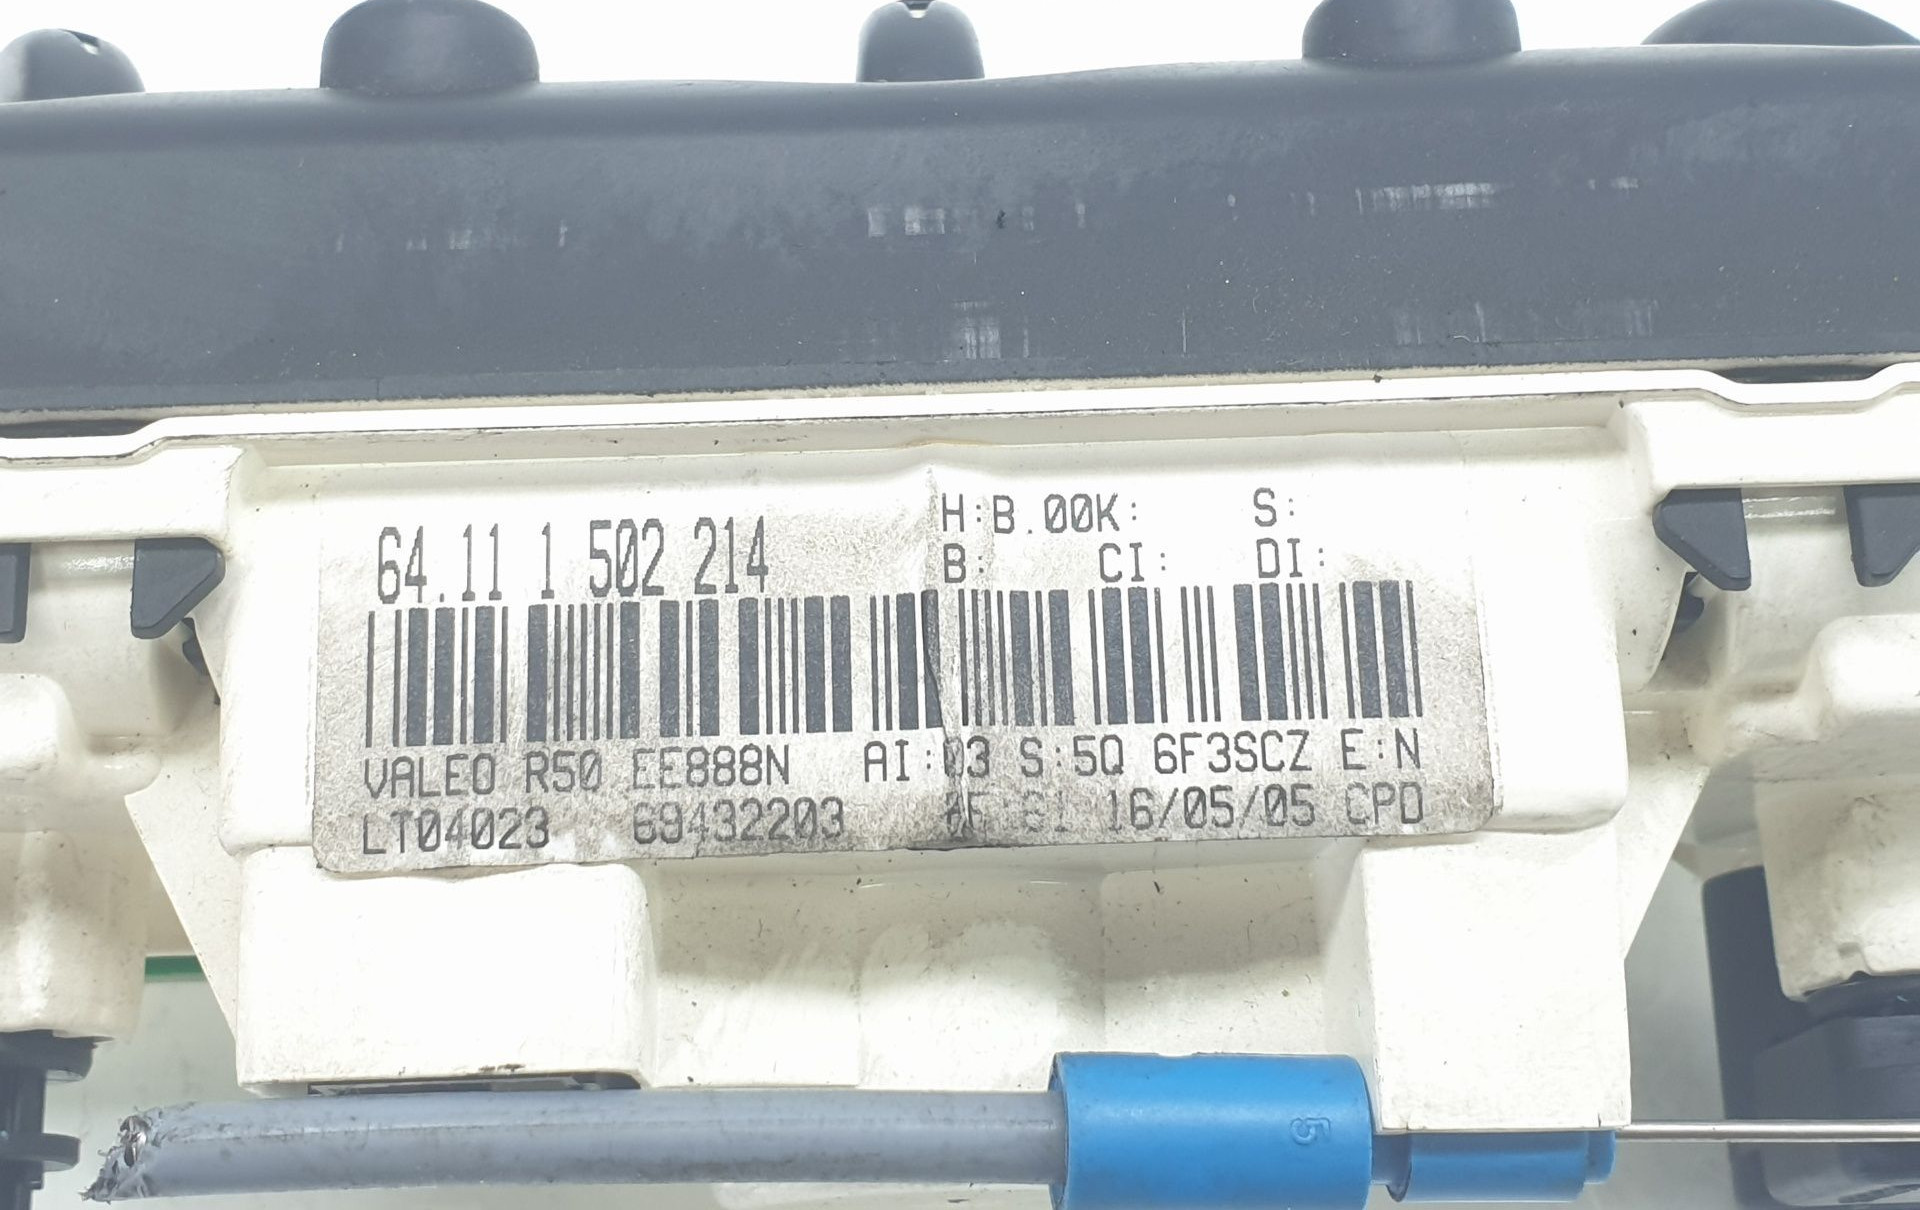 64.11 1 502 214
H:B.00K: S:
B: CI: DI:
VALEO R50 EE888N AI:03 S:5Q 6F3SCZ E:N
LT04023 69432203 16/05/05 CPD
5